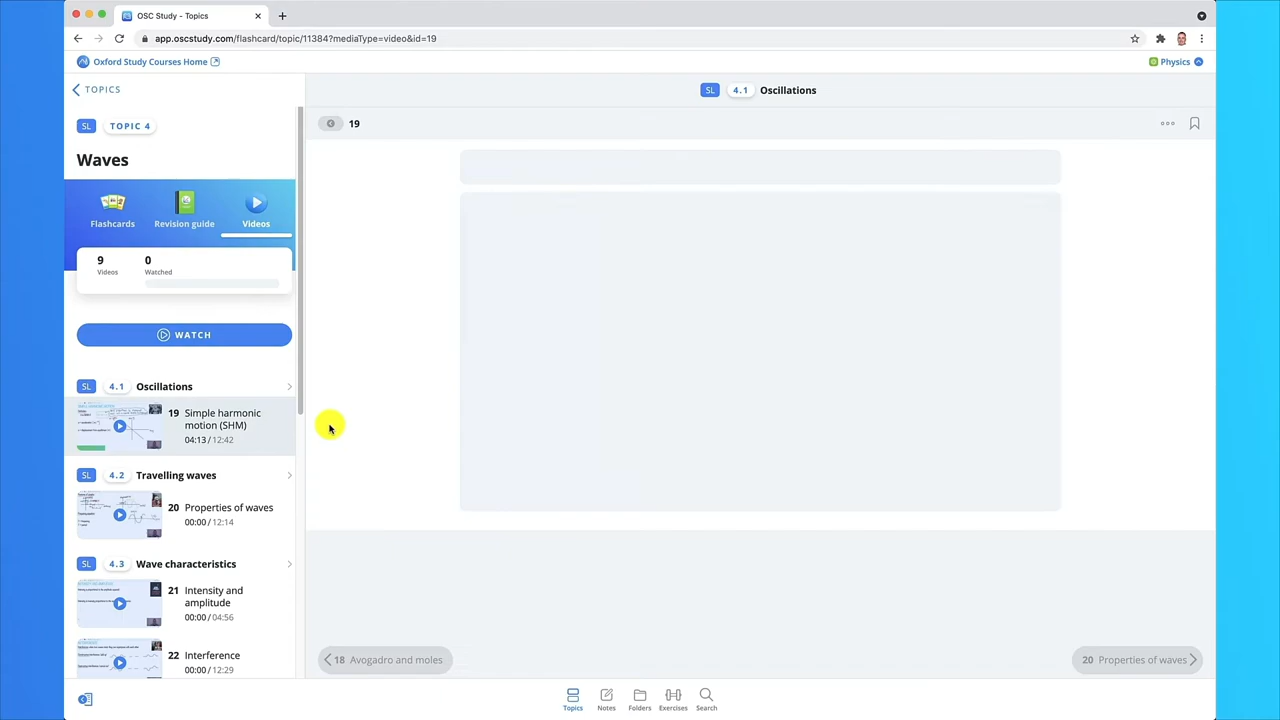 OSC Study - Topics
app.oscstudy.com/flashcard/topic/11384?mediaType=video&id=19
Oxford Study Courses Home
Physics
TOPICS
SL 4.1 Oscillations
SL TOPIC 4
19
Waves
Flashcards Revision guide Videos
9 0
Videos Watched
WATCH
SL 4.1 Oscillations
19 Simple harmonic
motion (SHM)
04:13 / 12:42
SL 4.2 Travelling waves
20 Properties of waves
00:00 / 12:14
SL 4.3 Wave characteristics
21 Intensity and
amplitude
00:00 / 04:56
22 Interference
00:00 / 12:29
18 Avogadro and moles
20 Properties of waves
Topics Notes Folders Exercises Search